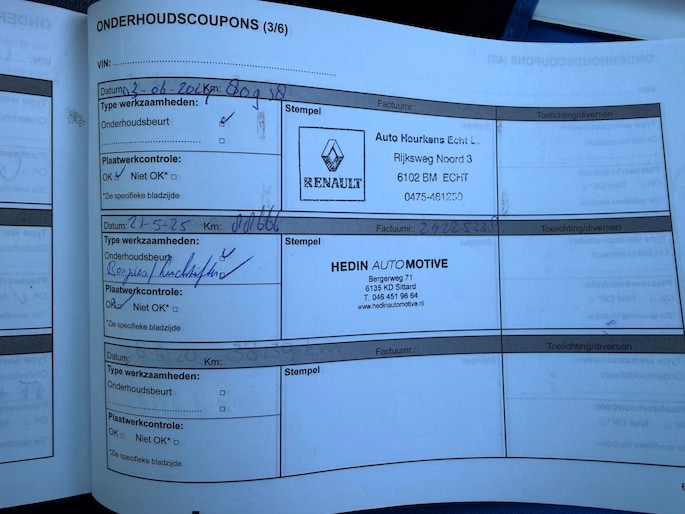 ONDERHOUDSCOUPONS (3/6)
VIN:
Datum: 03-06-2024 Km: Factuurnr.: Toelichting/diversen
Type werkzaamheden:
Onderhoudsbeurt
Plaatwerkcontrole:
OK Niet OK*
*Zie specifieke bladzijde
Stempel
RENAULT
Auto Heurkens Echt
Rijksweg Noord 3
6102 BM ECHT
0475-481250
Datum: 21-5-25 Km: Factuurnr.: Toelichting/diversen
Type werkzaamheden:
Onderhoudsbeurt
Bougies/
Plaatwerkcontrole:
OK Niet OK*
*Zie specifieke bladzijde
Stempel
HEDIN AUTOMOTIVE
Bergerweg 71
6135 KD Sittard
T. 046 451 96 64
www.hedinautomotive.nl
Datum: Km: Factuurnr.: Toelichting/diversen
Type werkzaamheden:
Onderhoudsbeurt
Plaatwerkcontrole:
OK Niet OK*
*Zie specifieke bladzijde
Stempel